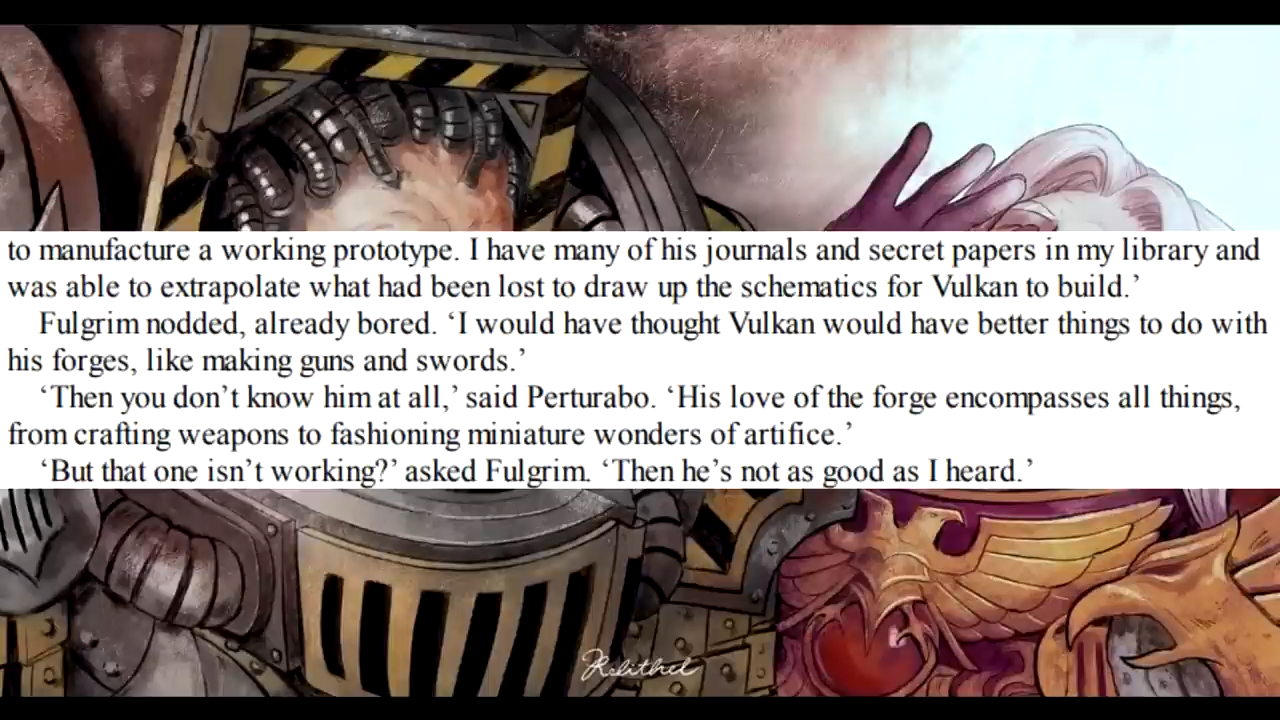 to manufacture a working prototype. I have many of his journals and secret papers in my library and
was able to extrapolate what had been lost to draw up the schematics for Vulkan to build.’
Fulgrim nodded, already bored. ‘I would have thought Vulkan would have better things to do with
his forges, like making guns and swords.’
‘Then you don’t know him at all,’ said Perturabo. ‘His love of the forge encompasses all things,
from crafting weapons to fashioning miniature wonders of artifice.’
‘But that one isn’t working?’ asked Fulgrim. ‘Then he’s not as good as I heard.’